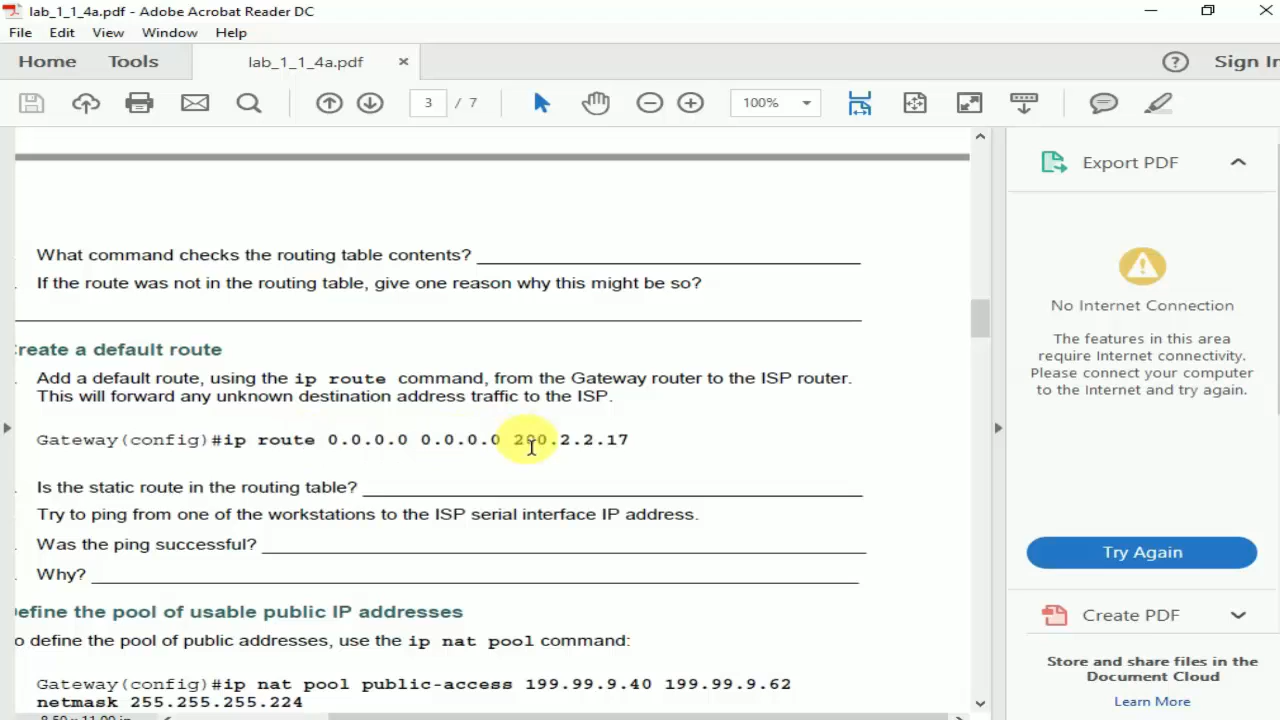 lab_1_1_4a.pdf - Adobe Acrobat Reader DC
File Edit View Window Help
Home Tools lab_1_1_4a.pdf × Sign In
3 / 7 100%
What command checks the routing table contents?
If the route was not in the routing table, give one reason why this might be so?
reate a default route
Add a default route, using the ip route command, from the Gateway router to the ISP router.
This will forward any unknown destination address traffic to the ISP.
Gateway(config)#ip route 0.0.0.0 0.0.0.0 200.2.2.17
Is the static route in the routing table?
Try to ping from one of the workstations to the ISP serial interface IP address.
Was the ping successful?
Why?
efine the pool of usable public IP addresses
o define the pool of public addresses, use the ip nat pool command:
Gateway(config)#ip nat pool public-access 199.99.9.40 199.99.9.62
netmask 255.255.255.224
8.50 x 11.00 in
Export PDF
No Internet Connection
The features in this area
require Internet connectivity.
Please connect your computer
to the Internet and try again.
Try Again
Create PDF
Store and share files in the
Document Cloud
Learn More